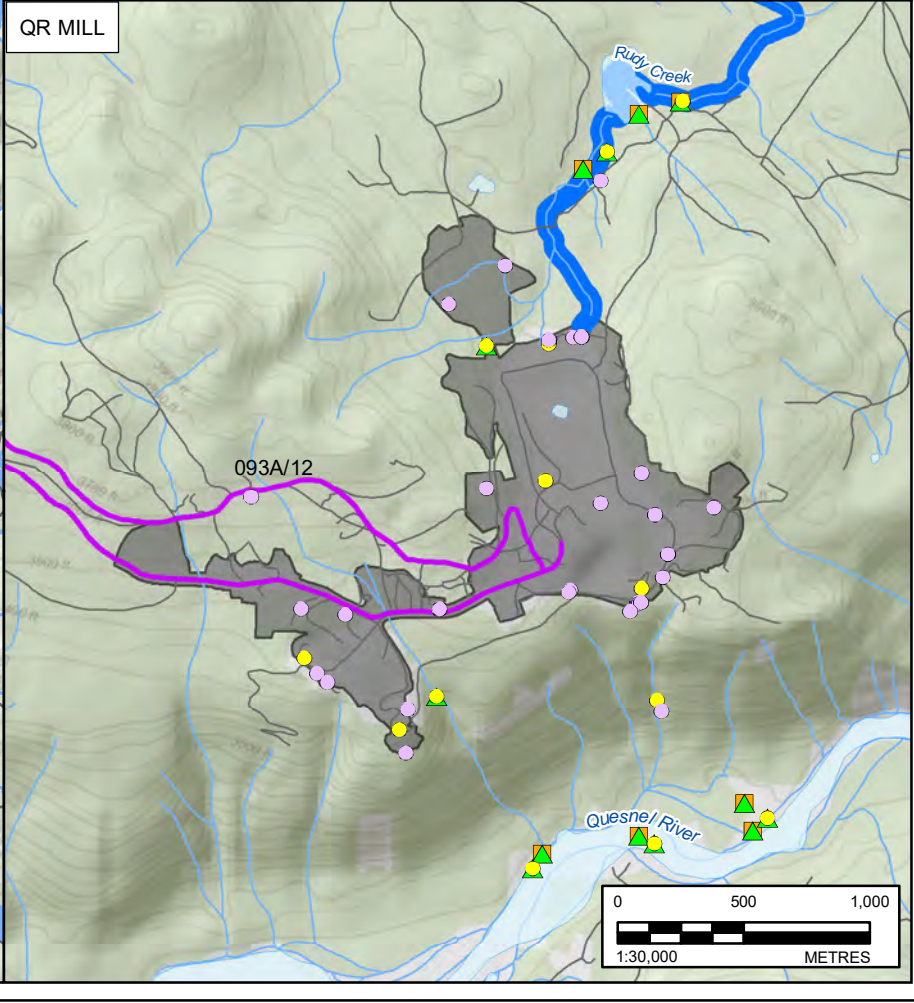 QR MILL
Rudy Creek
093A/12
Quesnel River
0 500 1,000
1:30,000 METRES